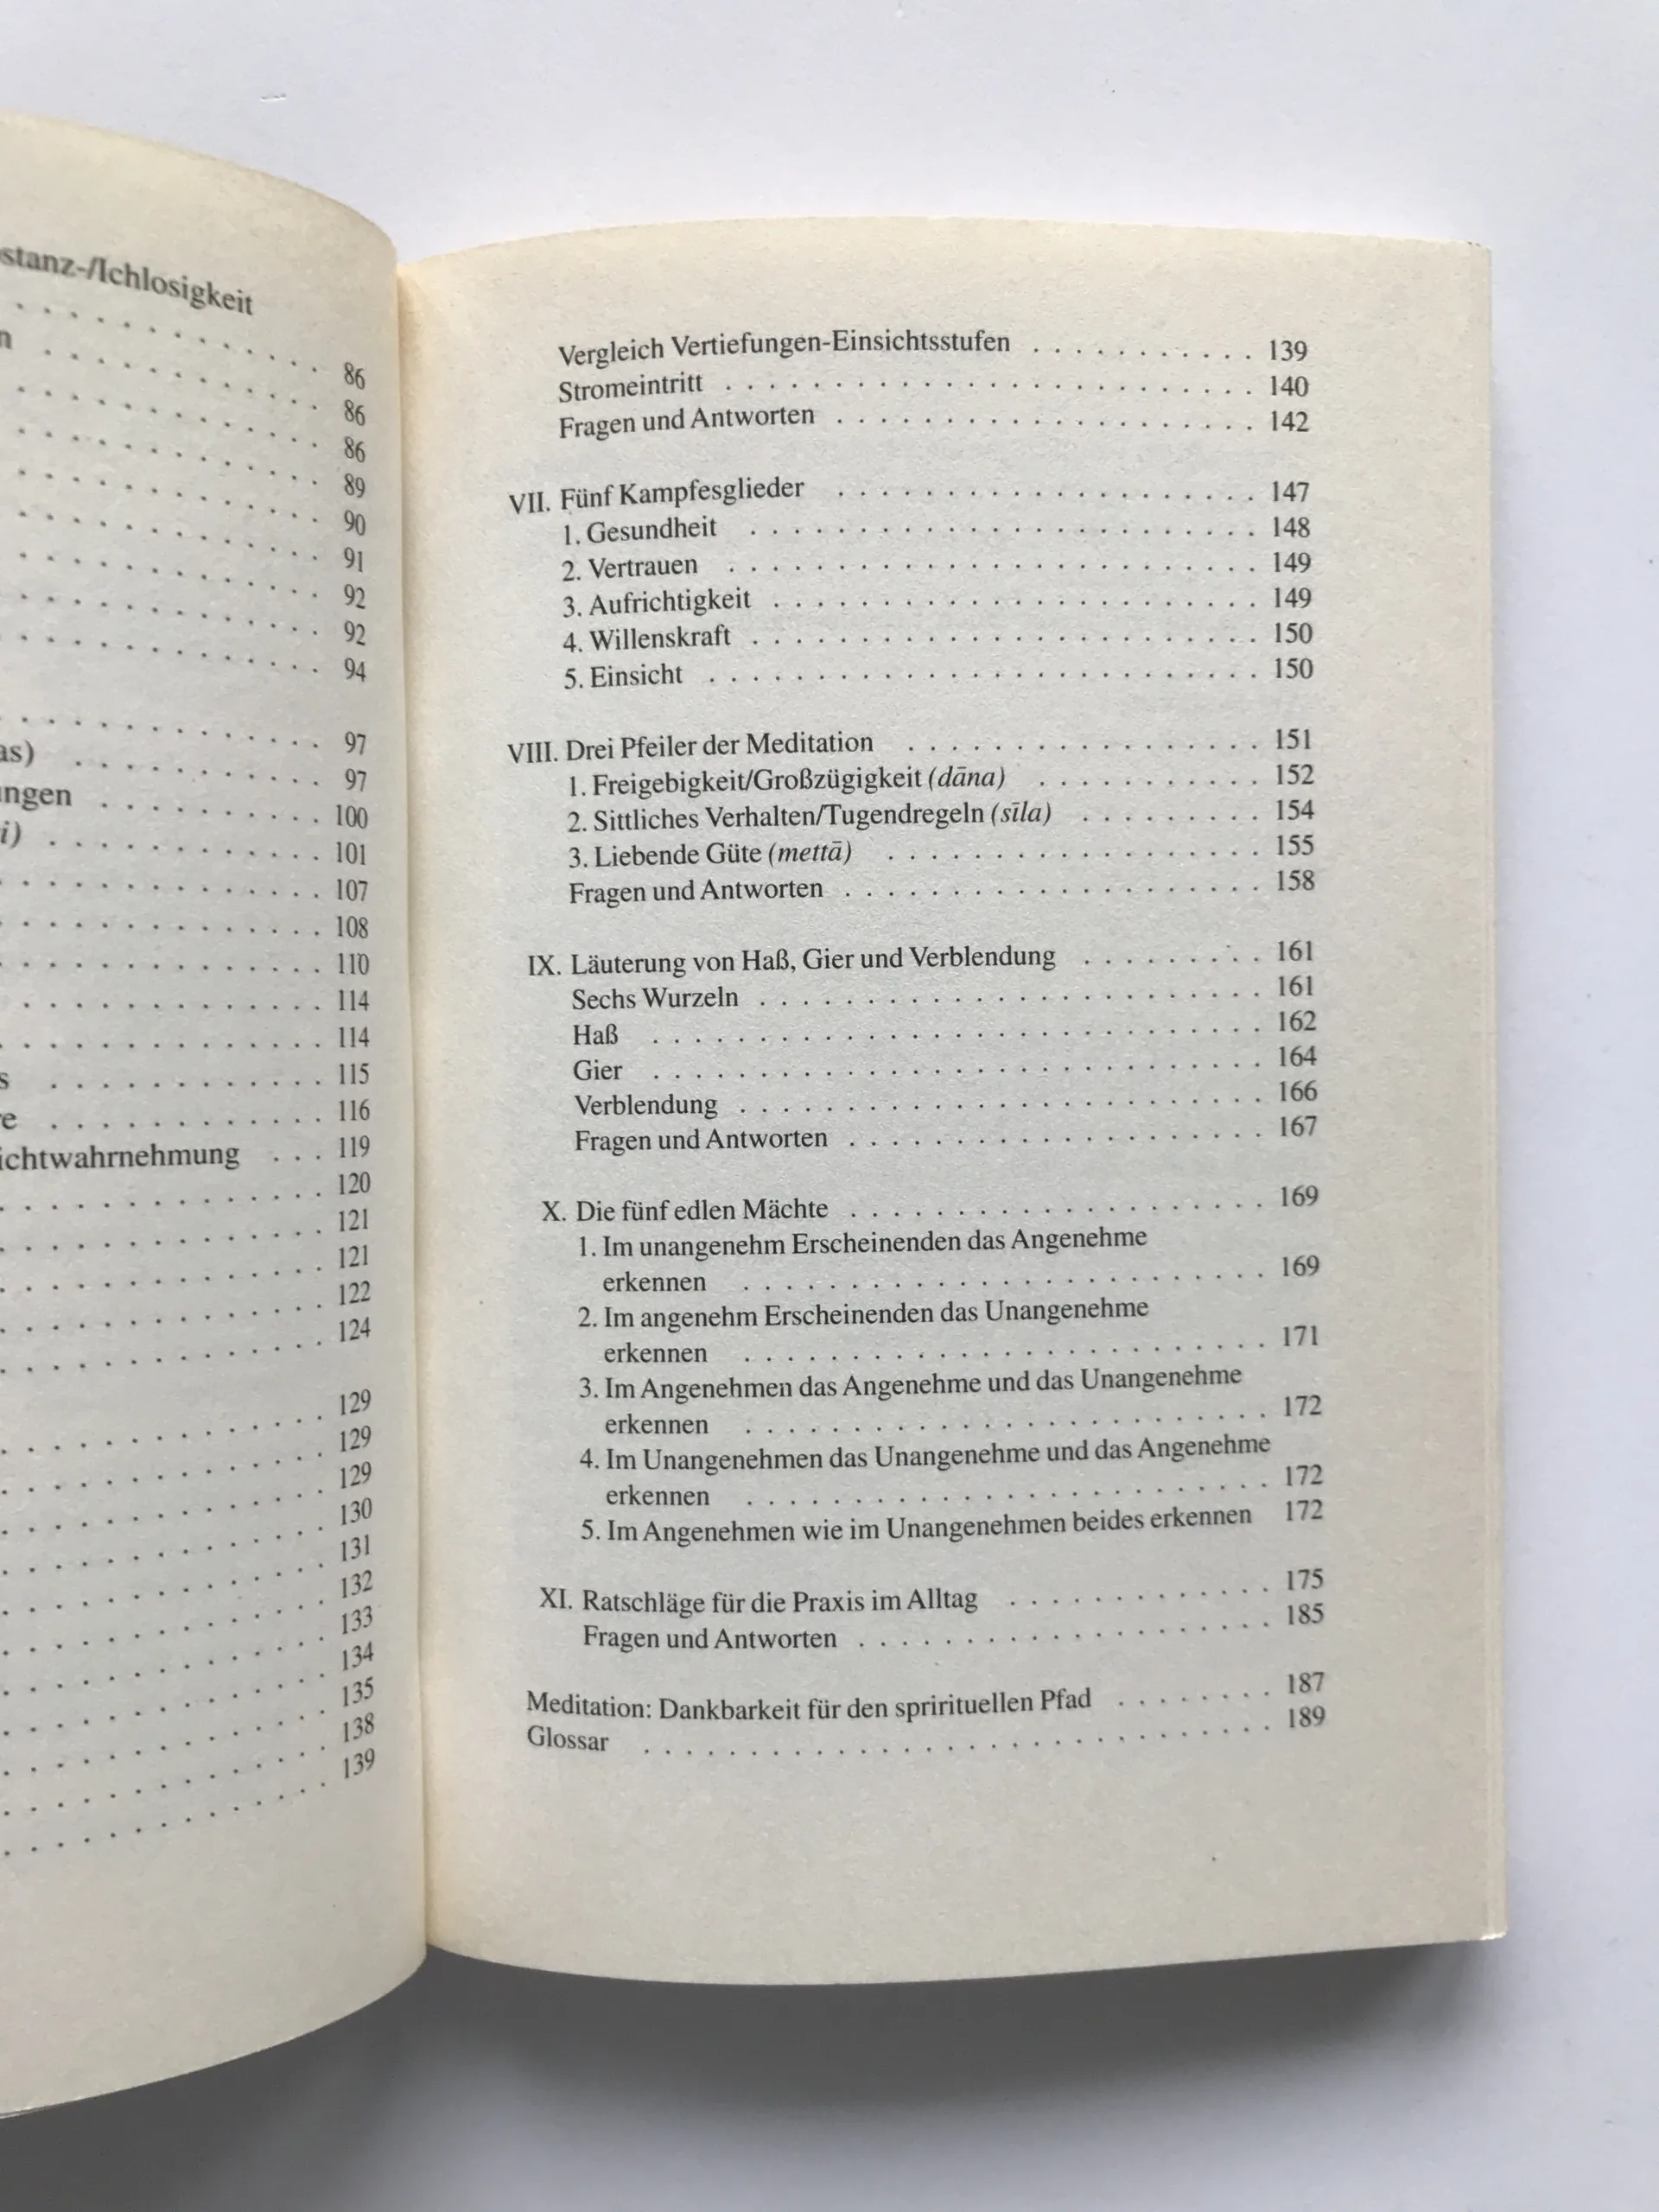 stanz-/Ichlosigkeit
. . . . . . . . . . . . 86
. . . . . . . . . . . 86
. . . . . . . . . . . . 86
. . . . . . . . . . . . 89
. . . . . . . . . . . . 90
. . . . . . . . . . . . 91
. . . . . . . . . . . . 92
. . . . . . . . . . . . 92
. . . . . . . . . . . . 94
. . . . . . . . . . . . 97
as) . . . . . . . . . . 97
ngen . . . . . . . . . 100
i) . . . . . . . . . . . 101
. . . . . . . . . . . . 107
. . . . . . . . . . . . 108
. . . . . . . . . . . . 110
. . . . . . . . . . . . 114
. . . . . . . . . . . . 114
s . . . . . . . . . . . 115
e . . . . . . . . . . . 116
ichtwahrnehmung . . . 119
. . . . . . . . . . . . 120
. . . . . . . . . . . . 121
. . . . . . . . . . . . 121
. . . . . . . . . . . . 122
. . . . . . . . . . . . 124
. . . . . . . . . . . . 129
. . . . . . . . . . . . 129
. . . . . . . . . . . . 129
. . . . . . . . . . . . 130
. . . . . . . . . . . . 131
. . . . . . . . . . . . 132
. . . . . . . . . . . . 133
. . . . . . . . . . . . 134
. . . . . . . . . . . . 135
. . . . . . . . . . . . 138
. . . . . . . . . . . . 139
Vergleich Vertiefungen-Einsichtsstufen . . . . . . . . . . . 139
Stromeintritt . . . . . . . . . . . . . . . . . . . . . 140
Fragen und Antworten . . . . . . . . . . . . . . . . . 142
VII. Fünf Kampfesglieder . . . . . . . . . . . . . . . . . 147
1. Gesundheit . . . . . . . . . . . . . . . . . . . . 148
2. Vertrauen . . . . . . . . . . . . . . . . . . . . 149
3. Aufrichtigkeit . . . . . . . . . . . . . . . . . . . 149
4. Willenskraft . . . . . . . . . . . . . . . . . . . . 150
5. Einsicht . . . . . . . . . . . . . . . . . . . . . 150
VIII. Drei Pfeiler der Meditation . . . . . . . . . . . . . . 151
1. Freigebigkeit/Großzügigkeit (dāna) . . . . . . . . . . 152
2. Sittliches Verhalten/Tugendregeln (sīla) . . . . . . . . . 154
3. Liebende Güte (mettā) . . . . . . . . . . . . . . . 155
Fragen und Antworten . . . . . . . . . . . . . . . . . 158
IX. Läuterung von Haß, Gier und Verblendung . . . . . . . . . 161
Sechs Wurzeln . . . . . . . . . . . . . . . . . . . . 161
Haß . . . . . . . . . . . . . . . . . . . . . . . . 162
Gier . . . . . . . . . . . . . . . . . . . . . . . . 164
Verblendung . . . . . . . . . . . . . . . . . . . . . 166
Fragen und Antworten . . . . . . . . . . . . . . . . . 167
X. Die fünf edlen Mächte . . . . . . . . . . . . . . . . . 169
1. Im unangenehm Erscheinenden das Angenehme
erkennen . . . . . . . . . . . . . . . . . . . . . 169
2. Im angenehm Erscheinenden das Unangenehme
erkennen . . . . . . . . . . . . . . . . . . . . . 171
3. Im Angenehmen das Angenehme und das Unangenehme
erkennen . . . . . . . . . . . . . . . . . . . . . 172
4. Im Unangenehmen das Unangenehme und das Angenehme
erkennen . . . . . . . . . . . . . . . . . . . . . 172
5. Im Angenehmen wie im Unangenehmen beides erkennen 172
XI. Ratschläge für die Praxis im Alltag . . . . . . . . . . . 175
Fragen und Antworten . . . . . . . . . . . . . . . . . 185
Meditation: Dankbarkeit für den sprirituellen Pfad . . . . . . . . 187
Glossar . . . . . . . . . . . . . . . . . . . . . . . . . 189